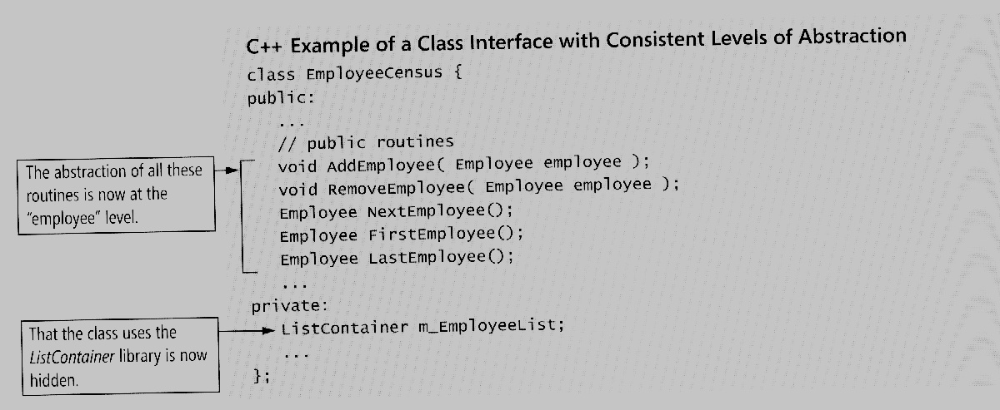 C++ Example of a Class Interface with Consistent Levels of Abstraction
class EmployeeCensus {
public:
...
// public routines
The abstraction of all these
routines is now at the
"employee" level.
void AddEmployee( Employee employee );
void RemoveEmployee( Employee employee );
Employee NextEmployee();
Employee FirstEmployee();
Employee LastEmployee();
...
private:
That the class uses the
ListContainer library is now
hidden.
ListContainer m_EmployeeList;
...
};